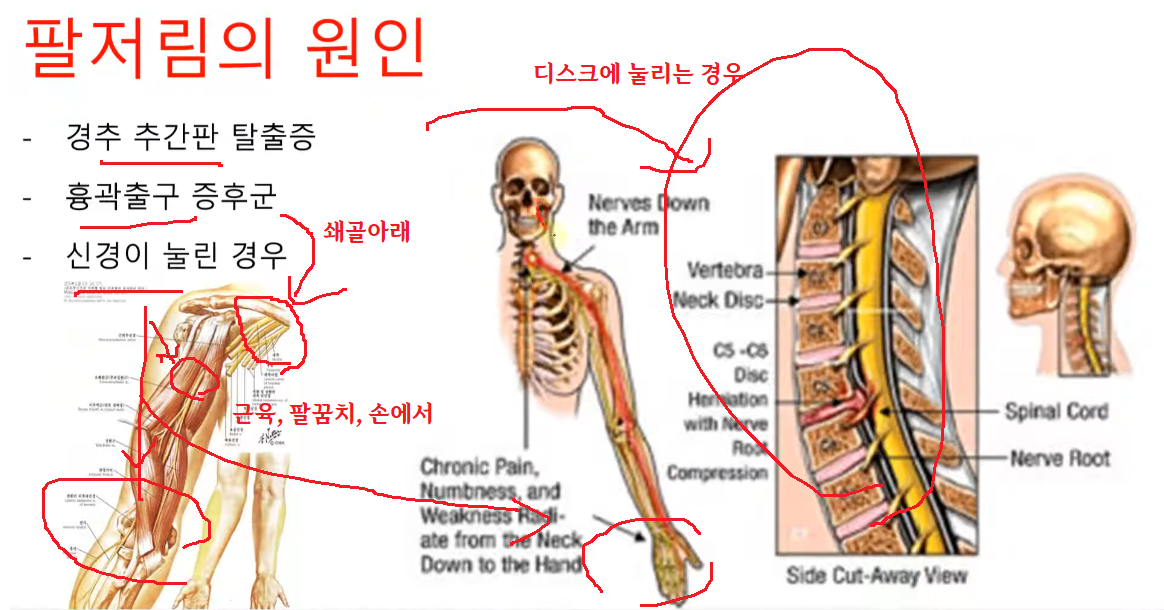 팔저림의 원인
디스크에 눌리는 경우
- 경추 추간판 탈출증
- 흉곽출구 증후군
- 신경이 눌린 경우
쇄골아래
근육, 팔꿈치, 손에서
Nerves Down
the Arm
Chronic Pain,
Numbness, and
Weakness Radi-
ate from the Neck
Down to the Hand
Vertebra
Neck Disc
C5 -C6
Disc
Herniation
with Nerve
Root
Compression
Spinal Cord
Nerve Root
Side Cut-Away View